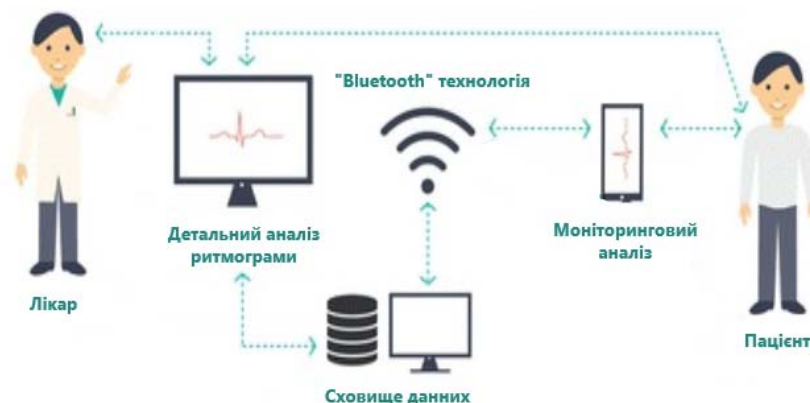 "Bluetooth" технологія
Детальний аналіз
ритмограми
Моніторинговий
аналіз
Лікар
Пацієнт
Сховище данних